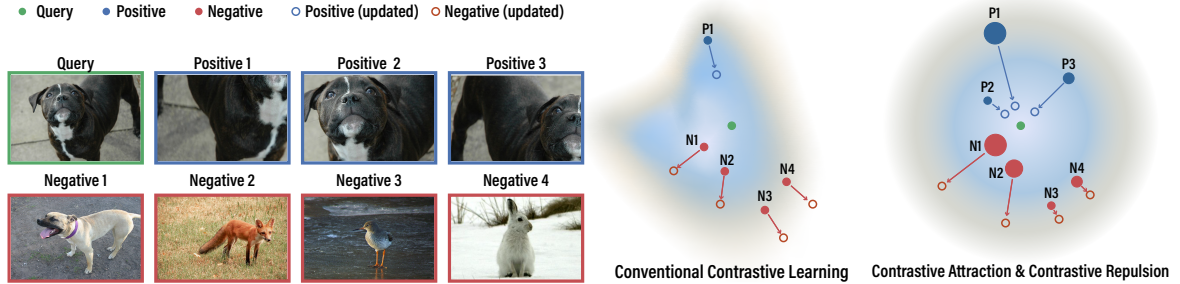 Query Positive Negative Positive (updated) Negative (updated)
Query Positive 1 Positive 2 Positive 3
Negative 1 Negative 2 Negative 3 Negative 4
P1
N1
N2
N4
N3
Conventional Contrastive Learning
P1
P3
P2
N1
N2
N4
N3
Contrastive Attraction & Contrastive Repulsion